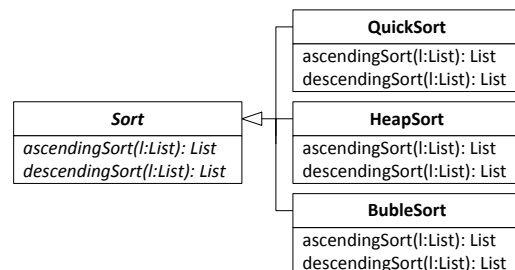 QuickSort
ascendingSort(l:List): List
descendingSort(l:List): List
Sort
ascendingSort(l:List): List
descendingSort(l:List): List
HeapSort
ascendingSort(l:List): List
descendingSort(l:List): List
BubleSort
ascendingSort(l:List): List
descendingSort(l:List): List